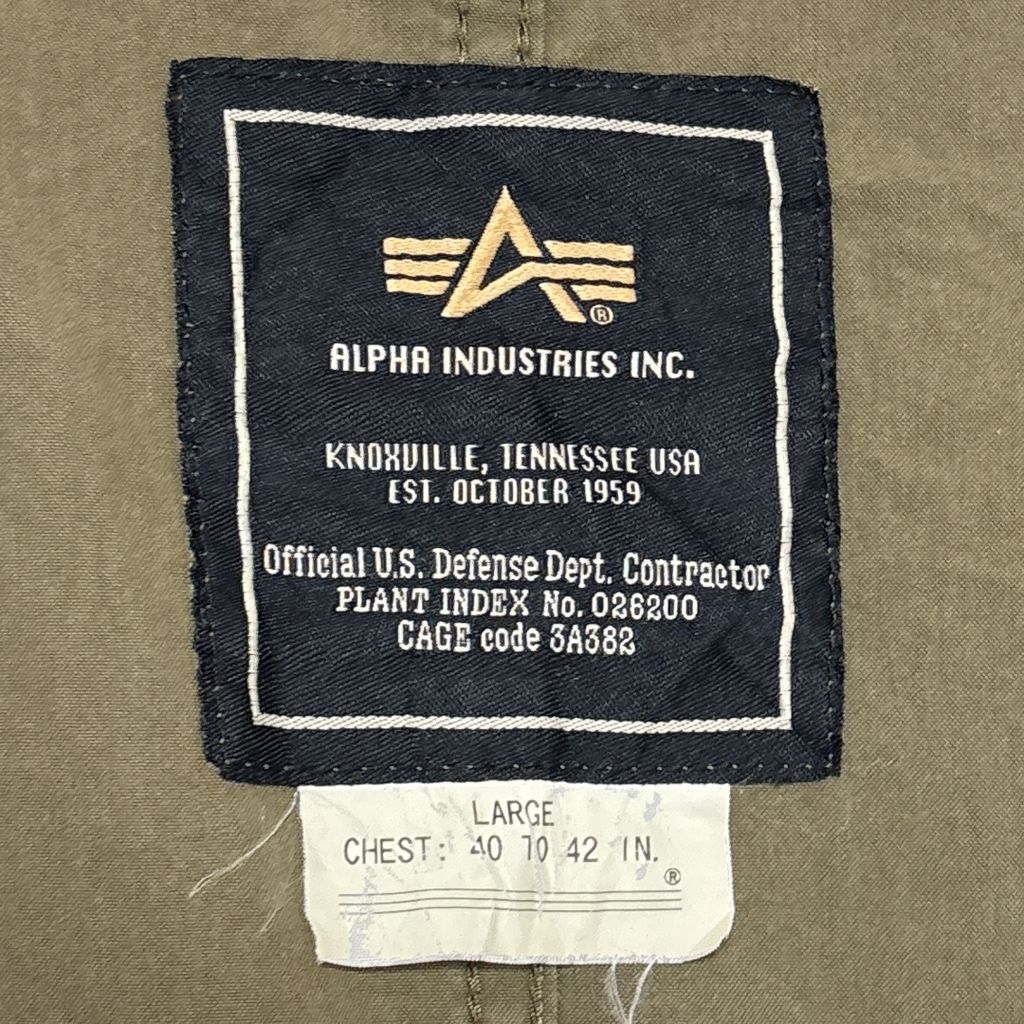 ®
ALPHA INDUSTRIES INC.
KNOXVILLE, TENNESSEE USA
EST. OCTOBER 1959
Official U.S. Defense Dept. Contractor
PLANT INDEX No. 026200
CAGE code 3A382
LARGE
CHEST: 40 TO 42 IN.
®